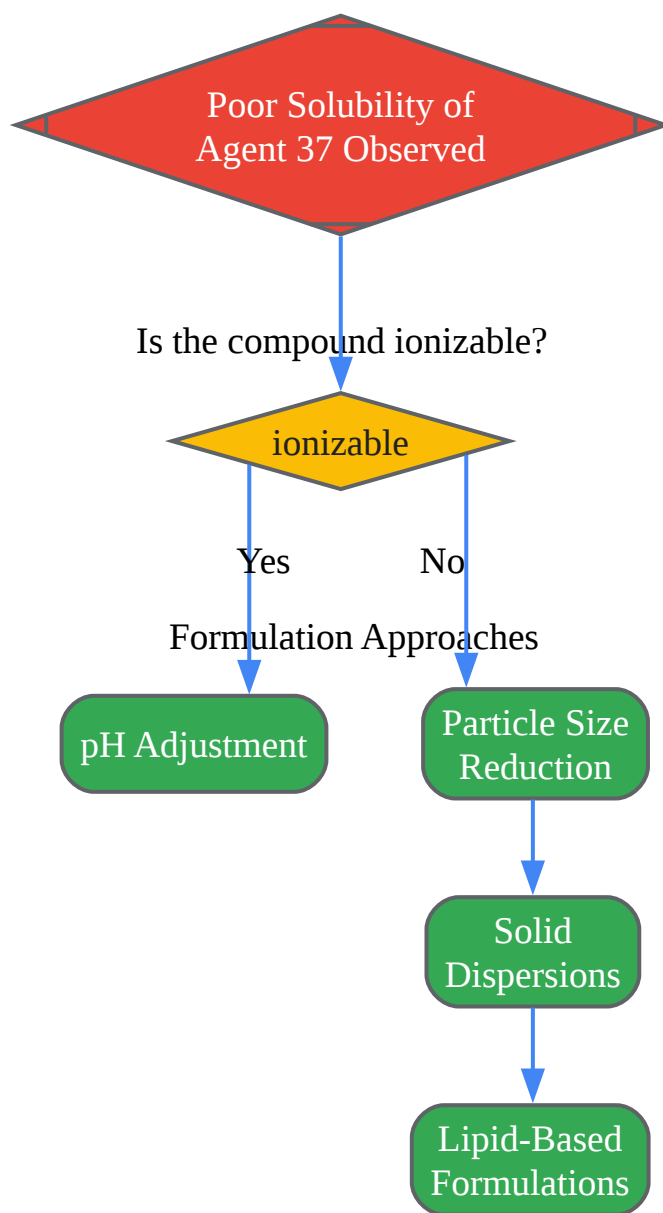 Poor Solubility of
Agent 37 Observed
Is the compound ionizable?
ionizable
Yes
No
Formulation Approaches
pH Adjustment
Particle Size
Reduction
Solid
Dispersions
Lipid-Based
Formulations